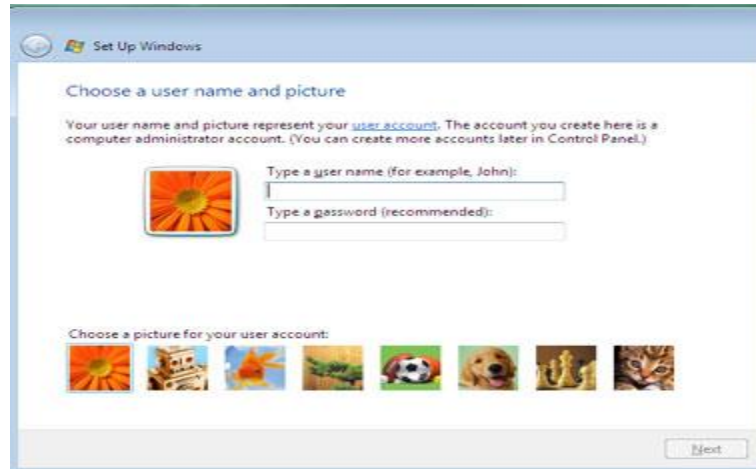 Set Up Windows
Choose a user name and picture
Your user name and picture represent your user account. The account you create here is a
computer administrator account. (You can create more accounts later in Control Panel.)
Type a user name (for example, John):
Type a password (recommended):
Choose a picture for your user account:
Next